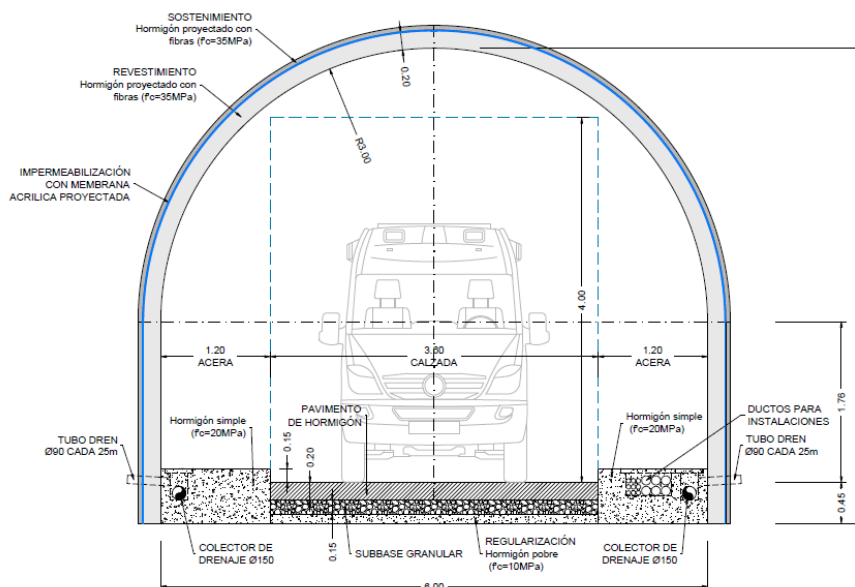 SOSTENIMIENTO
Hormigón proyectado con
fibras (f'c=35MPa)
REVESTIMIENTO
Hormigón proyectado con
fibras (f'c=35MPa)
0.20
R3.00
IMPERMEABILIZACIÓN
CON MEMBRANA
ACRILICA PROYECTADA
4.00
1.20
ACERA
3.60
CALZADA
1.20
ACERA
1.76
PAVIMENTO
DE HORMIGÓN
Hormigón simple
(f'c=20MPa)
Hormigón simple
(f'c=20MPa)
DUCTOS PARA
INSTALACIONES
TUBO DREN
Ø90 CADA 25m
TUBO DREN
Ø90 CADA 25m
0.15
0.20
0.45
0.15
COLECTOR DE
DRENAJE Ø150
SUBBASE GRANULAR
REGULARIZACIÓN
Hormigón pobre
(f'c=10MPa)
COLECTOR DE
DRENAJE Ø150
6.00